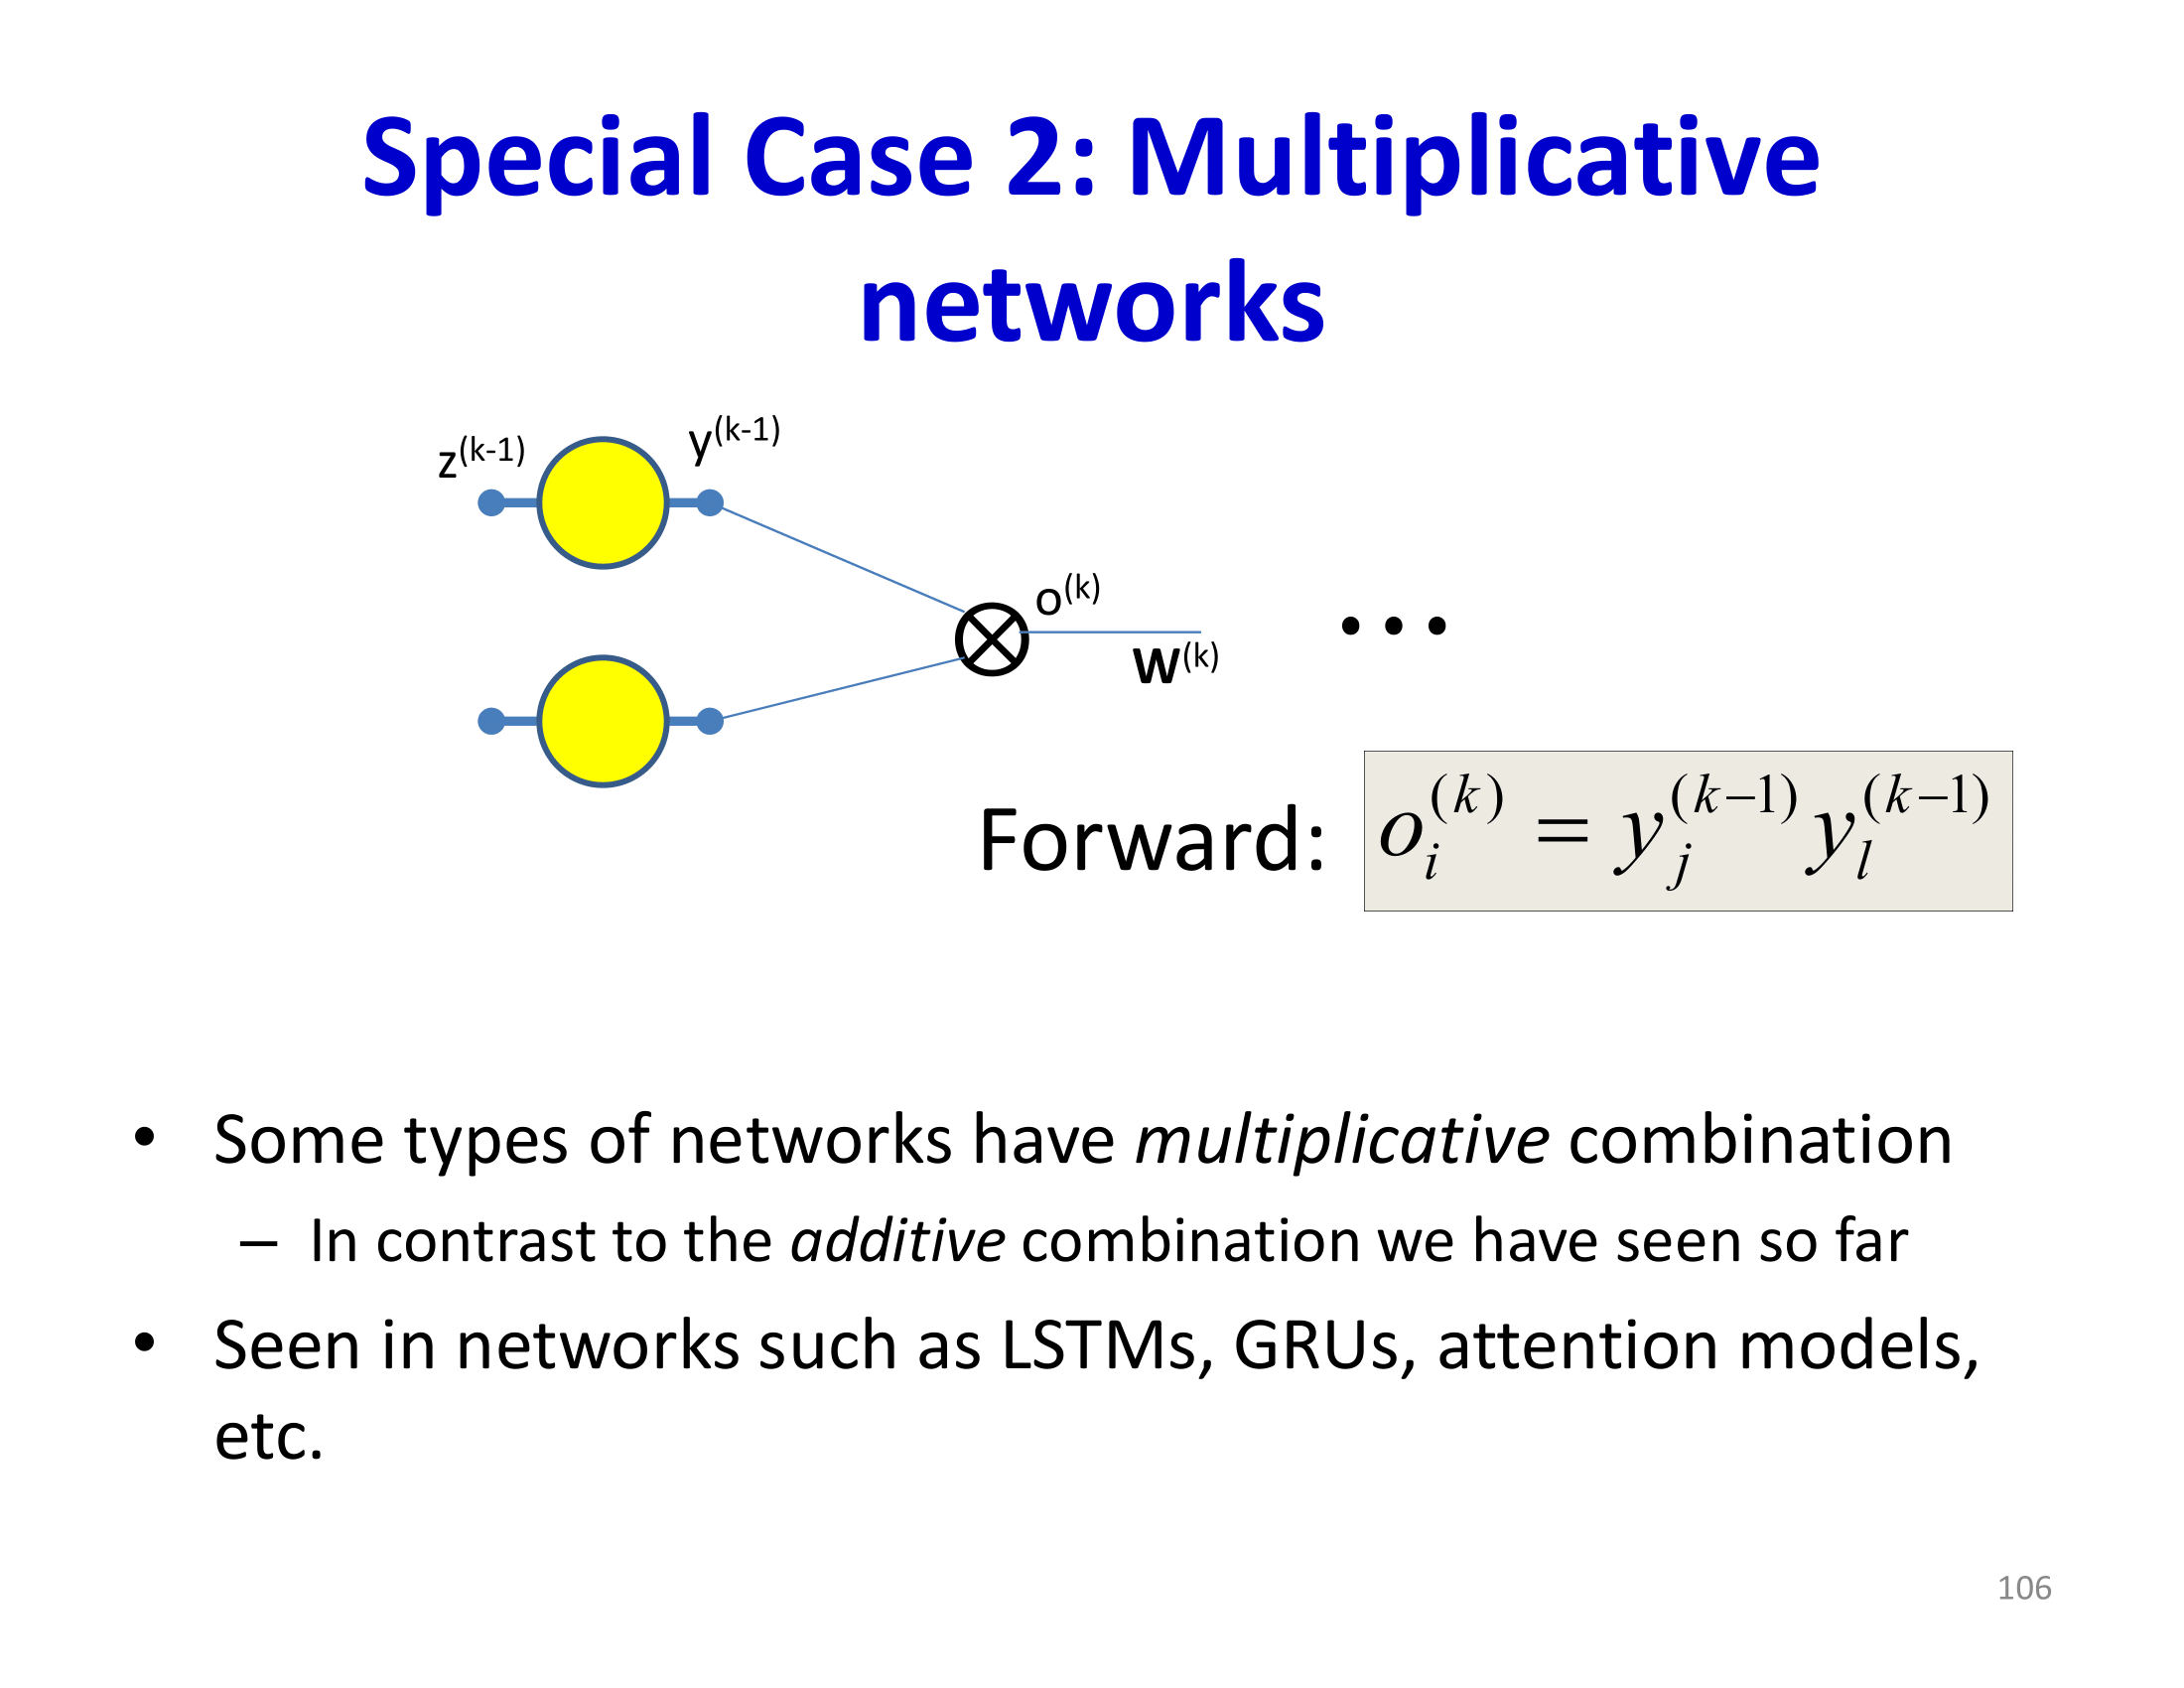 Special Case 2: Multiplicative
networks
z(k-1)
y(k-1)
o(k)
W(k)
Forward: o_i^(k) = y_j^(k−1) y_l^(k−1)
• Some types of networks have multiplicative combination
– In contrast to the additive combination we have seen so far
• Seen in networks such as LSTMs, GRUs, attention models,
etc.
106